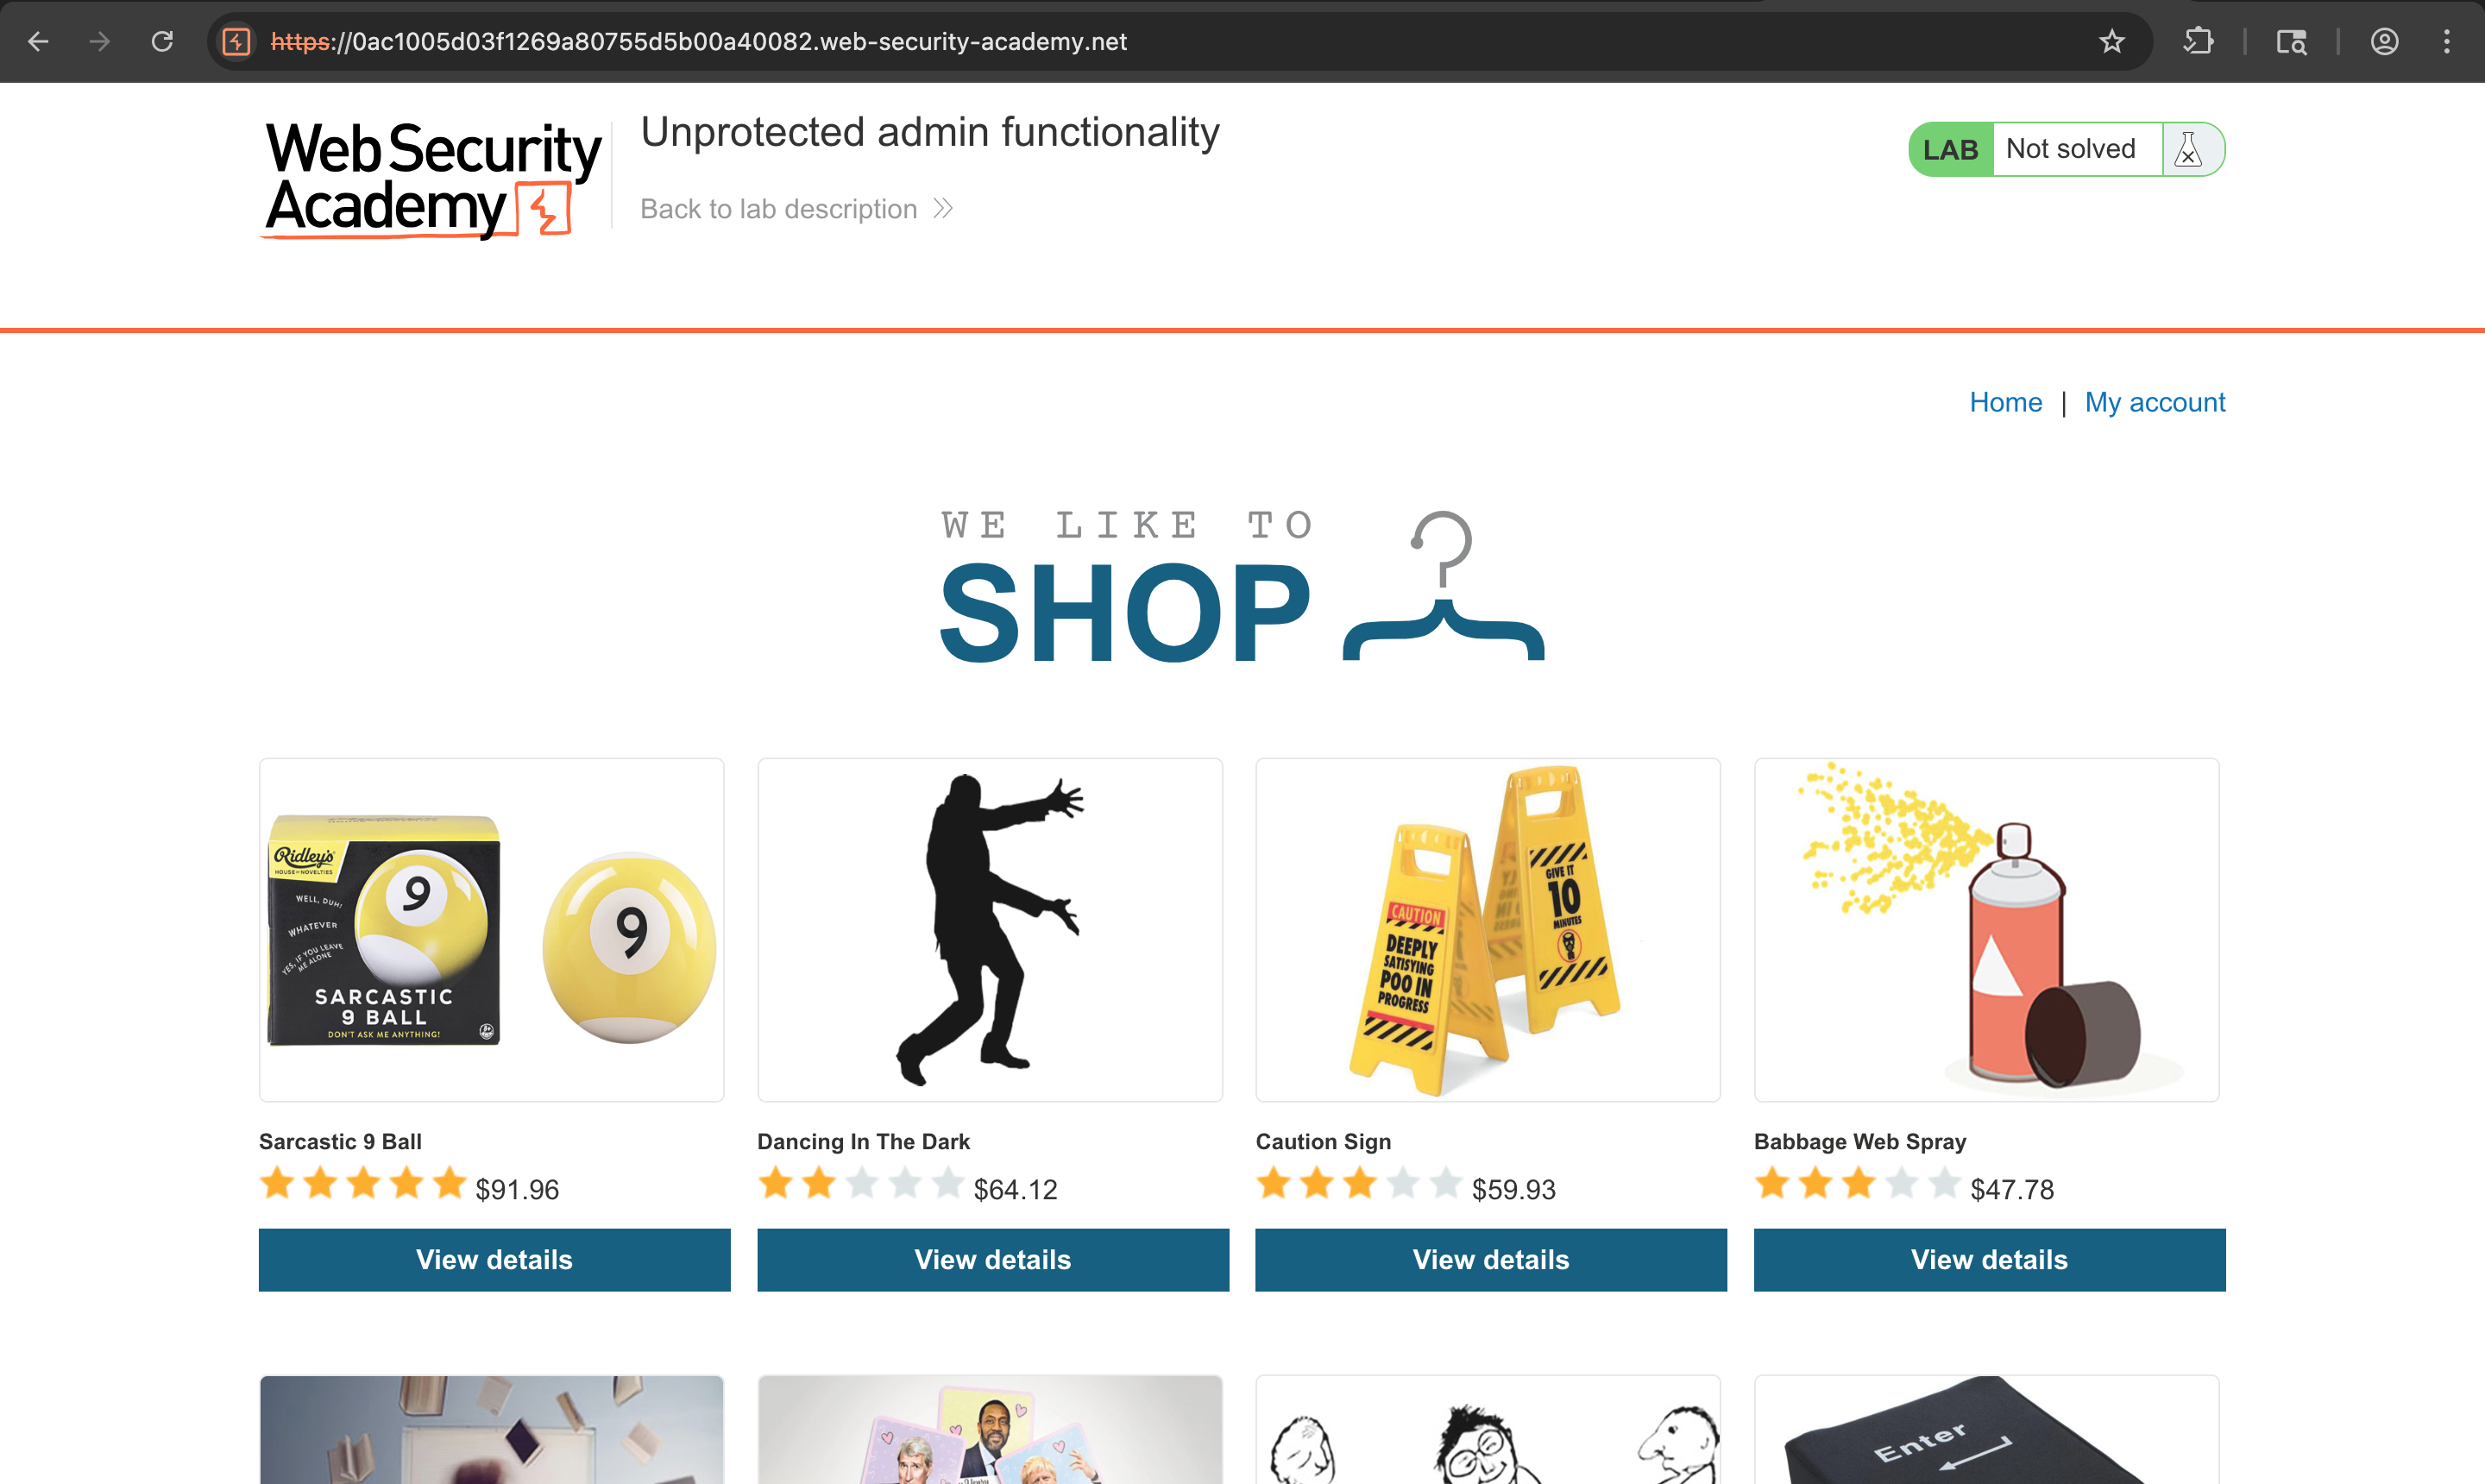 https://0ac1005d03f1269a80755d5b00a40082.web-security-academy.net
Web Security
Academy
Unprotected admin functionality
Back to lab description
LAB Not solved
Home | My account
WE LIKE TO
SHOP
Ridley's
HOUSE OF NOVELTIES
WELL, DUH!
WHATEVER
YES, IF YOU LEAVE
ME ALONE
9
SARCASTIC
9 BALL
DON'T ASK ME ANYTHING!
9
CAUTION
DEEPLY
SATISFYING
POO IN
PROGRESS
GIVE IT
10
MINUTES
Sarcastic 9 Ball
$91.96
View details
Dancing In The Dark
$64.12
View details
Caution Sign
$59.93
View details
Babbage Web Spray
$47.78
View details
Enter